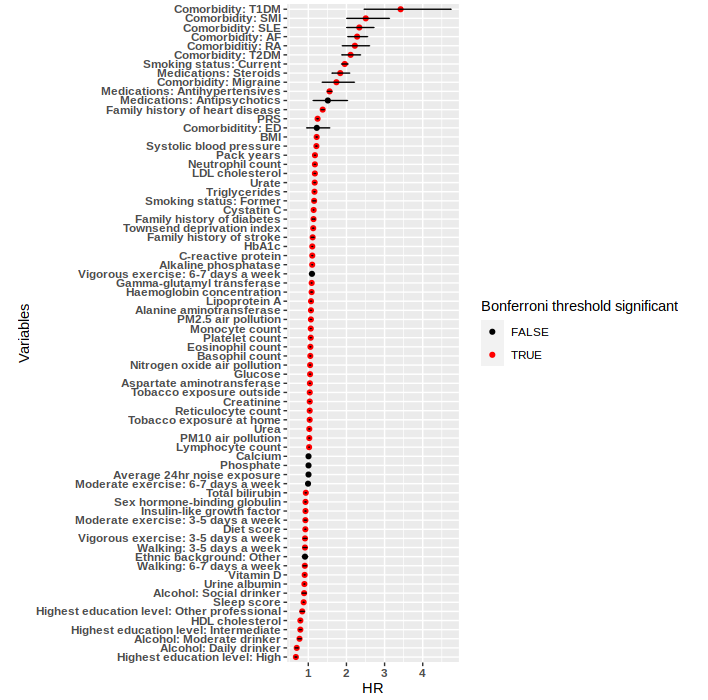 Comorbidity: T1DM
Comorbidity: SMI
Comorbidity: SLE
Comorbidity: AF
Comorbiditiy: RA
Comorbidity: T2DM
Smoking status: Current
Medications: Steroids
Comorbidity: Migraine
Medications: Antihypertensives
Medications: Antipsychotics
Family history of heart disease
PRS
Comorbiditity: ED
BMI
Systolic blood pressure
Pack years
Neutrophil count
LDL cholesterol
Urate
Triglycerides
Smoking status: Former
Cystatin C
Family history of diabetes
Townsend deprivation index
Family history of stroke
HbA1c
C-reactive protein
Alkaline phosphatase
Vigorous exercise: 6-7 days a week
Gamma-glutamyl transferase
Haemoglobin concentration
Lipoprotein A
Alanine aminotransferase
PM2.5 air pollution
Monocyte count
Platelet count
Eosinophil count
Basophil count
Nitrogen oxide air pollution
Glucose
Aspartate aminotransferase
Tobacco exposure outside
Creatinine
Reticulocyte count
Tobacco exposure at home
Urea
PM10 air pollution
Lymphocyte count
Calcium
Phosphate
Average 24hr noise exposure
Moderate exercise: 6-7 days a week
Total bilirubin
Sex hormone-binding globulin
Insulin-like growth factor
Moderate exercise: 3-5 days a week
Diet score
Vigorous exercise: 3-5 days a week
Walking: 3-5 days a week
Ethnic background: Other
Walking: 6-7 days a week
Vitamin D
Urine albumin
Alcohol: Social drinker
Sleep score
Highest education level: Other professional
HDL cholesterol
Highest education level: Intermediate
Alcohol: Moderate drinker
Alcohol: Daily drinker
Highest education level: High
1 2 3 4
HR
Variables
Bonferroni threshold significant
FALSE
TRUE